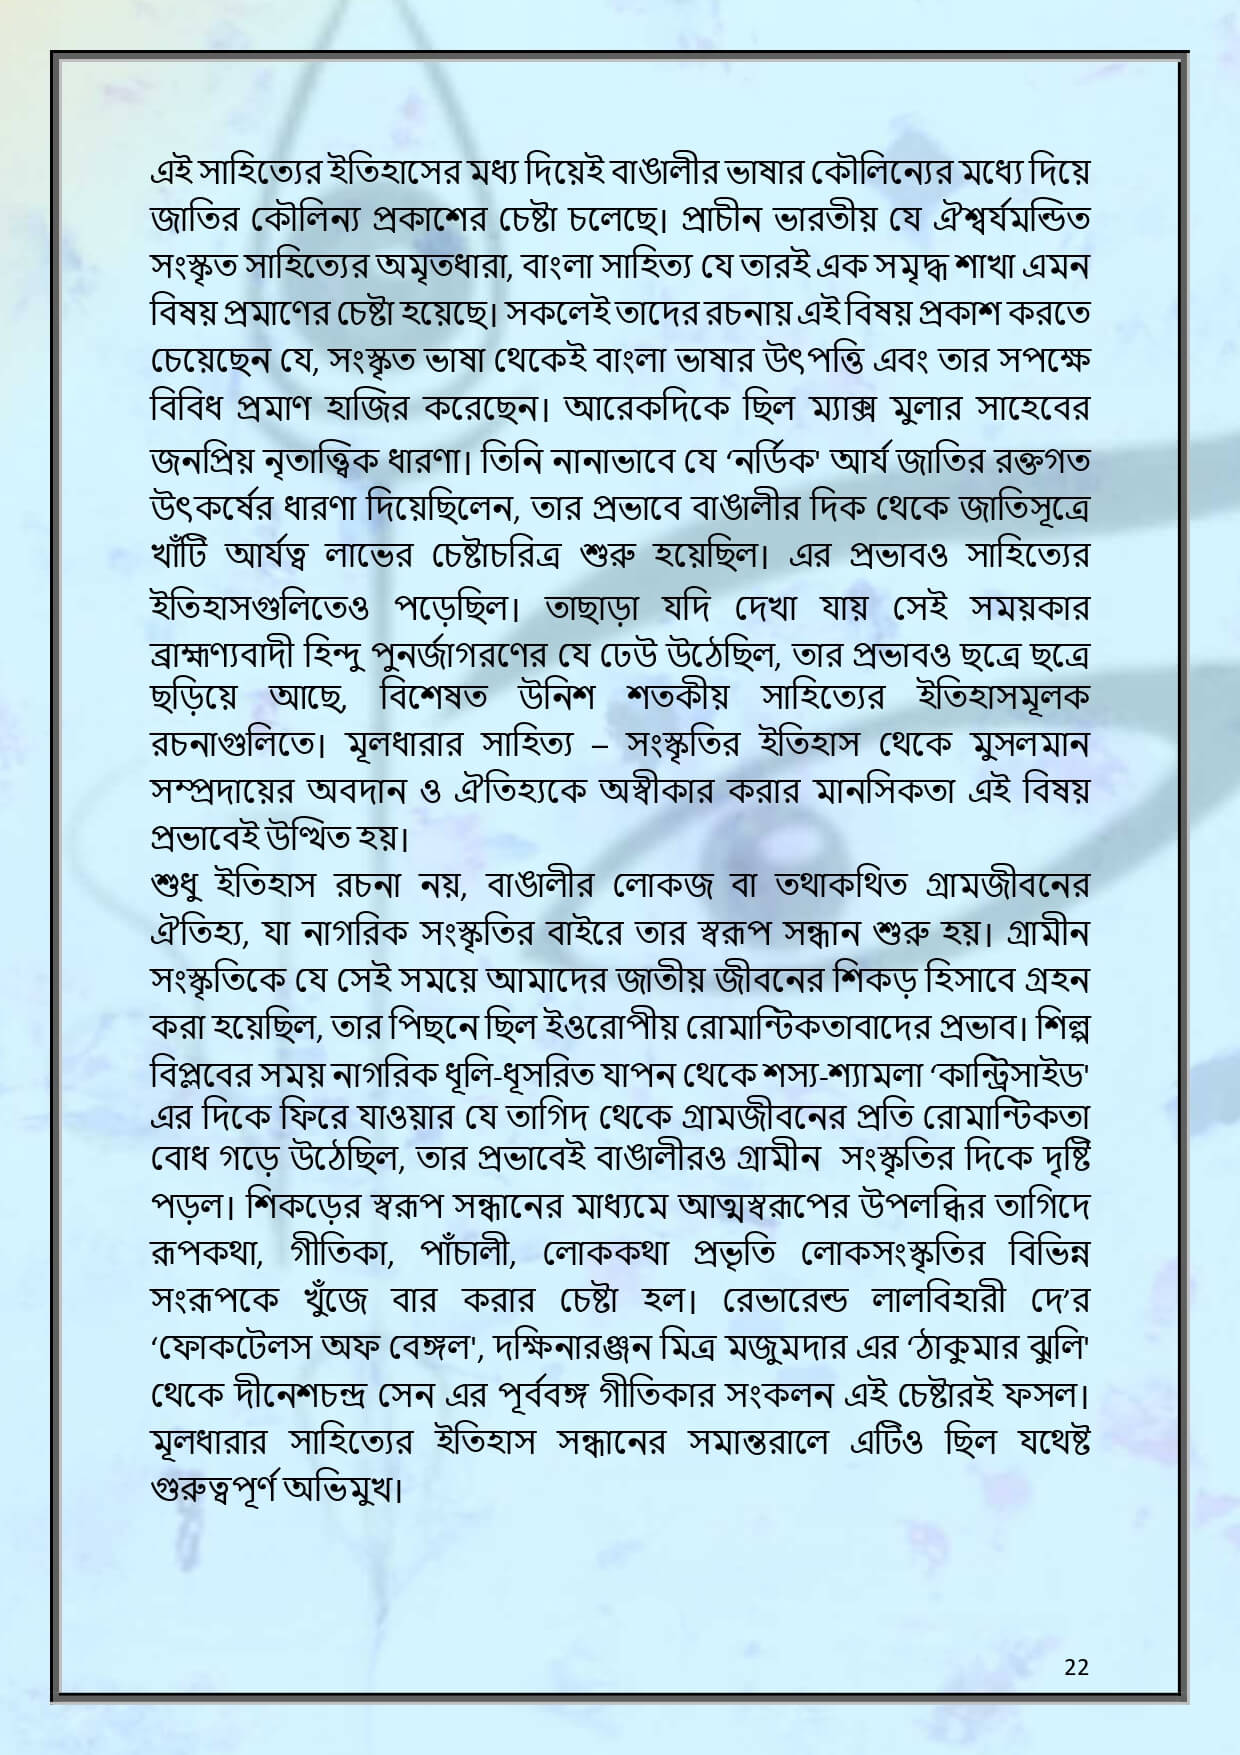 এই সাহিত্যের ইতিহাসের মধ্য দিয়েই বাঙালীর ভাষার কৌলিন্যের মধ্যে দিয়ে
জাতির কৌলিন্য প্রকাশের চেষ্টা চলেছে। প্রাচীন ভারতীয় যে ঐশ্বর্যমন্ডিত
সংস্কৃত সাহিত্যের অমৃতধারা, বাংলা সাহিত্য যে তারই এক সমৃদ্ধ শাখা এমন
বিষয় প্রমাণের চেষ্টা হয়েছে। সকলেই তাদের রচনায় এই বিষয় প্রকাশ করতে
চেয়েছেন যে, সংস্কৃত ভাষা থেকেই বাংলা ভাষার উৎপত্তি এবং তার সপক্ষে
বিবিধ প্রমাণ হাজির করেছেন। আরেকদিকে ছিল ম্যাক্স মুলার সাহেবের
জনপ্রিয় নৃতাত্ত্বিক ধারণা। তিনি নানাভাবে যে ‘নর্ডিক' আর্য জাতির রক্তগত
উৎকর্ষের ধারণা দিয়েছিলেন, তার প্রভাবে বাঙালীর দিক থেকে জাতিসূত্রে
খাঁটি আর্যত্ব লাভের চেষ্টাচরিত্র শুরু হয়েছিল। এর প্রভাবও সাহিত্যের
ইতিহাসগুলিতেও পড়েছিল। তাছাড়া যদি দেখা যায় সেই সময়কার
ব্রাহ্মণ্যবাদী হিন্দু পুনর্জাগরণের যে ঢেউ উঠেছিল, তার প্রভাবও ছত্রে ছত্রে
ছড়িয়ে আছে, বিশেষত উনিশ শতকীয় সাহিত্যের ইতিহাসমূলক
রচনাগুলিতে। মূলধারার সাহিত্য – সংস্কৃতির ইতিহাস থেকে মুসলমান
সম্প্রদায়ের অবদান ও ঐতিহ্যকে অস্বীকার করার মানসিকতা এই বিষয়
প্রভাবেই উত্থিত হয়।
শুধু ইতিহাস রচনা নয়, বাঙালীর লোকজ বা তথাকথিত গ্রামজীবনের
ঐতিহ্য, যা নাগরিক সংস্কৃতির বাইরে তার স্বরূপ সন্ধান শুরু হয়। গ্রামীন
সংস্কৃতিকে যে সেই সময়ে আমাদের জাতীয় জীবনের শিকড় হিসাবে গ্রহন
করা হয়েছিল, তার পিছনে ছিল ইওরোপীয় রোমান্টিকতাবাদের প্রভাব। শিল্প
বিপ্লবের সময় নাগরিক ধূলি-ধূসরিত যাপন থেকে শস্য-শ্যামলা ‘কান্ট্রিসাইড'
এর দিকে ফিরে যাওয়ার যে তাগিদ থেকে গ্রামজীবনের প্রতি রোমান্টিকতা
বোধ গড়ে উঠেছিল, তার প্রভাবেই বাঙালীরও গ্রামীন সংস্কৃতির দিকে দৃষ্টি
পড়ল। শিকড়ের স্বরূপ সন্ধানের মাধ্যমে আত্মস্বরূপের উপলব্ধির তাগিদে
রূপকথা, গীতিকা, পাঁচালী, লোককথা প্রভৃতি লোকসংস্কৃতির বিভিন্ন
সংরূপকে খুঁজে বার করার চেষ্টা হল। রেভারেন্ড লালবিহারী দে’র
‘ফোকটেলস অফ বেঙ্গল', দক্ষিনারঞ্জন মিত্র মজুমদার এর ‘ঠাকুমার ঝুলি'
থেকে দীনেশচন্দ্র সেন এর পূর্ববঙ্গ গীতিকার সংকলন এই চেষ্টারই ফসল।
মূলধারার সাহিত্যের ইতিহাস সন্ধানের সমান্তরালে এটিও ছিল যথেষ্ট
গুরুত্বপূর্ণ অভিমুখ।
22